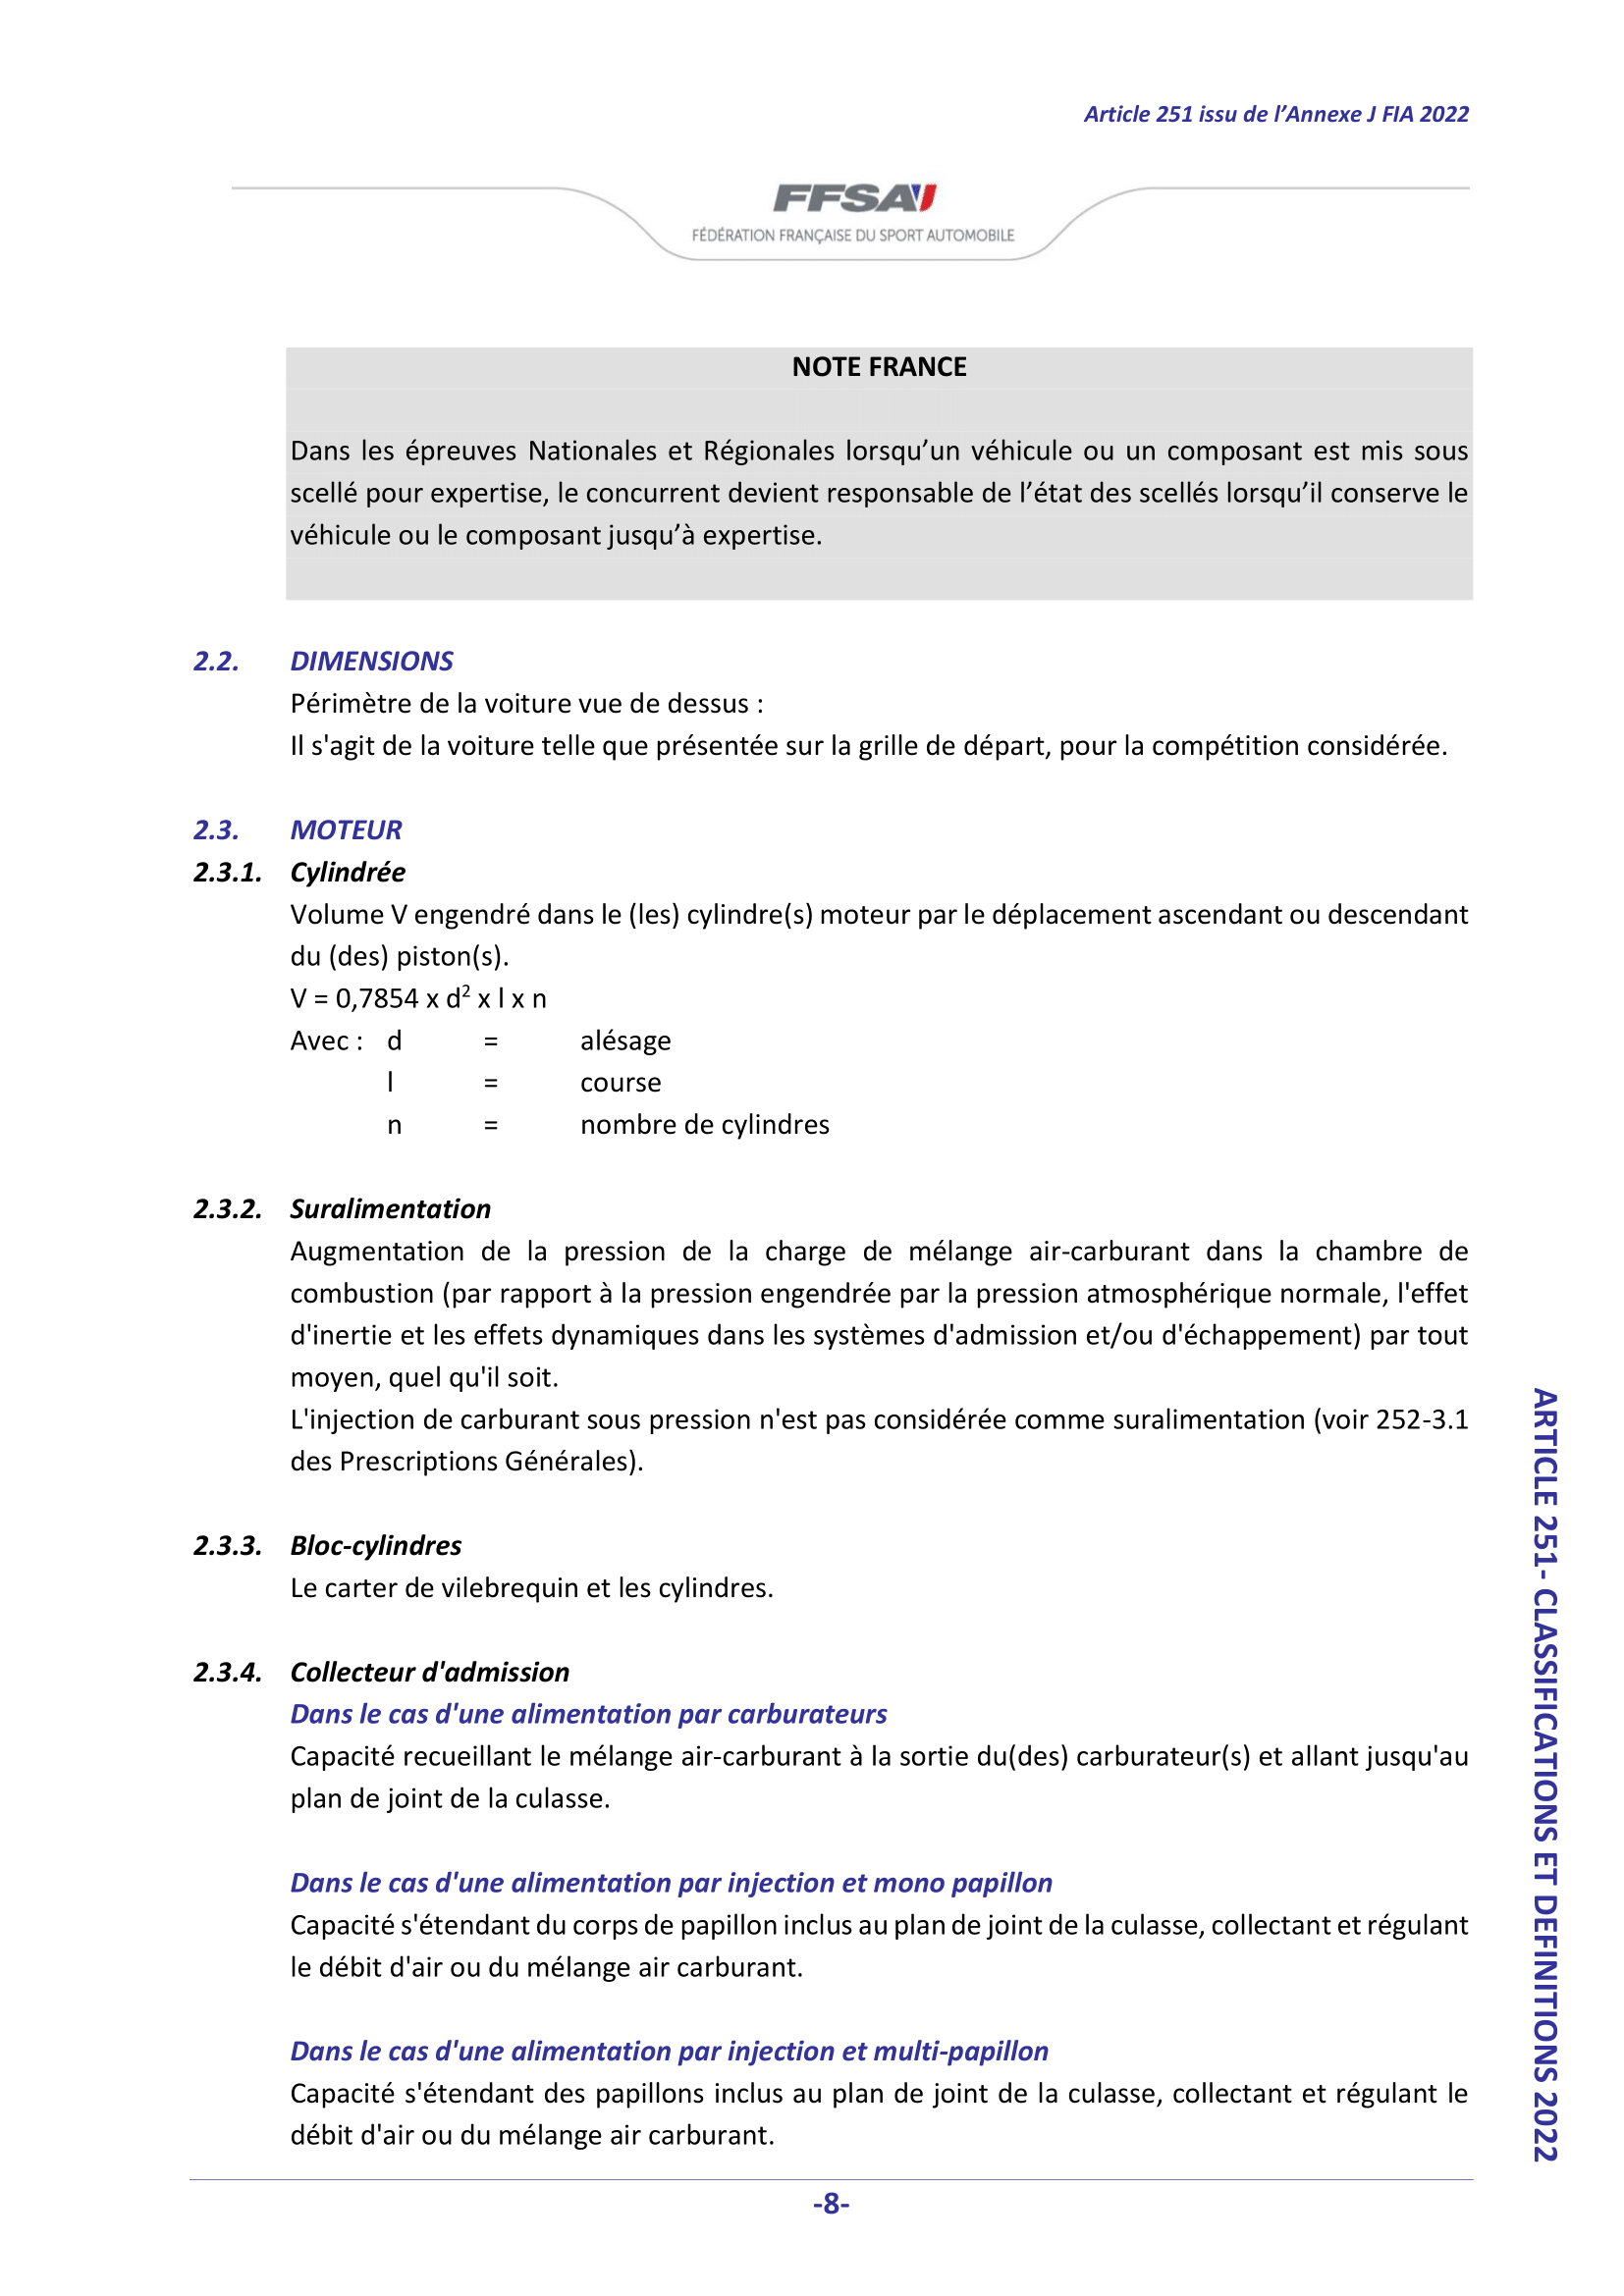 Article 251 issu de l’Annexe J FIA 2022
FFSA
FÉDÉRATION FRANÇAISE DU SPORT AUTOMOBILE
NOTE FRANCE
Dans les épreuves Nationales et Régionales lorsqu’un véhicule ou un composant est mis sous
scellé pour expertise, le concurrent devient responsable de l’état des scellés lorsqu’il conserve le
véhicule ou le composant jusqu’à expertise.
2.2. DIMENSIONS
Périmètre de la voiture vue de dessus :
Il s'agit de la voiture telle que présentée sur la grille de départ, pour la compétition considérée.
2.3. MOTEUR
2.3.1. Cylindrée
Volume V engendré dans le (les) cylindre(s) moteur par le déplacement ascendant ou descendant
du (des) piston(s).
V = 0,7854 x d² x l x n
Avec : d = alésage
l = course
n = nombre de cylindres
2.3.2. Suralimentation
Augmentation de la pression de la charge de mélange air-carburant dans la chambre de
combustion (par rapport à la pression engendrée par la pression atmosphérique normale, l'effet
d'inertie et les effets dynamiques dans les systèmes d'admission et/ou d'échappement) par tout
moyen, quel qu'il soit.
L'injection de carburant sous pression n'est pas considérée comme suralimentation (voir 252-3.1
des Prescriptions Générales).
2.3.3. Bloc-cylindres
Le carter de vilebrequin et les cylindres.
2.3.4. Collecteur d'admission
Dans le cas d'une alimentation par carburateurs
Capacité recueillant le mélange air-carburant à la sortie du(des) carburateur(s) et allant jusqu'au
plan de joint de la culasse.
Dans le cas d'une alimentation par injection et mono papillon
Capacité s'étendant du corps de papillon inclus au plan de joint de la culasse, collectant et régulant
le débit d'air ou du mélange air carburant.
Dans le cas d'une alimentation par injection et multi-papillon
Capacité s'étendant des papillons inclus au plan de joint de la culasse, collectant et régulant le
débit d'air ou du mélange air carburant.
ARTICLE 251- CLASSIFICATIONS ET DEFINITIONS 2022
-8-